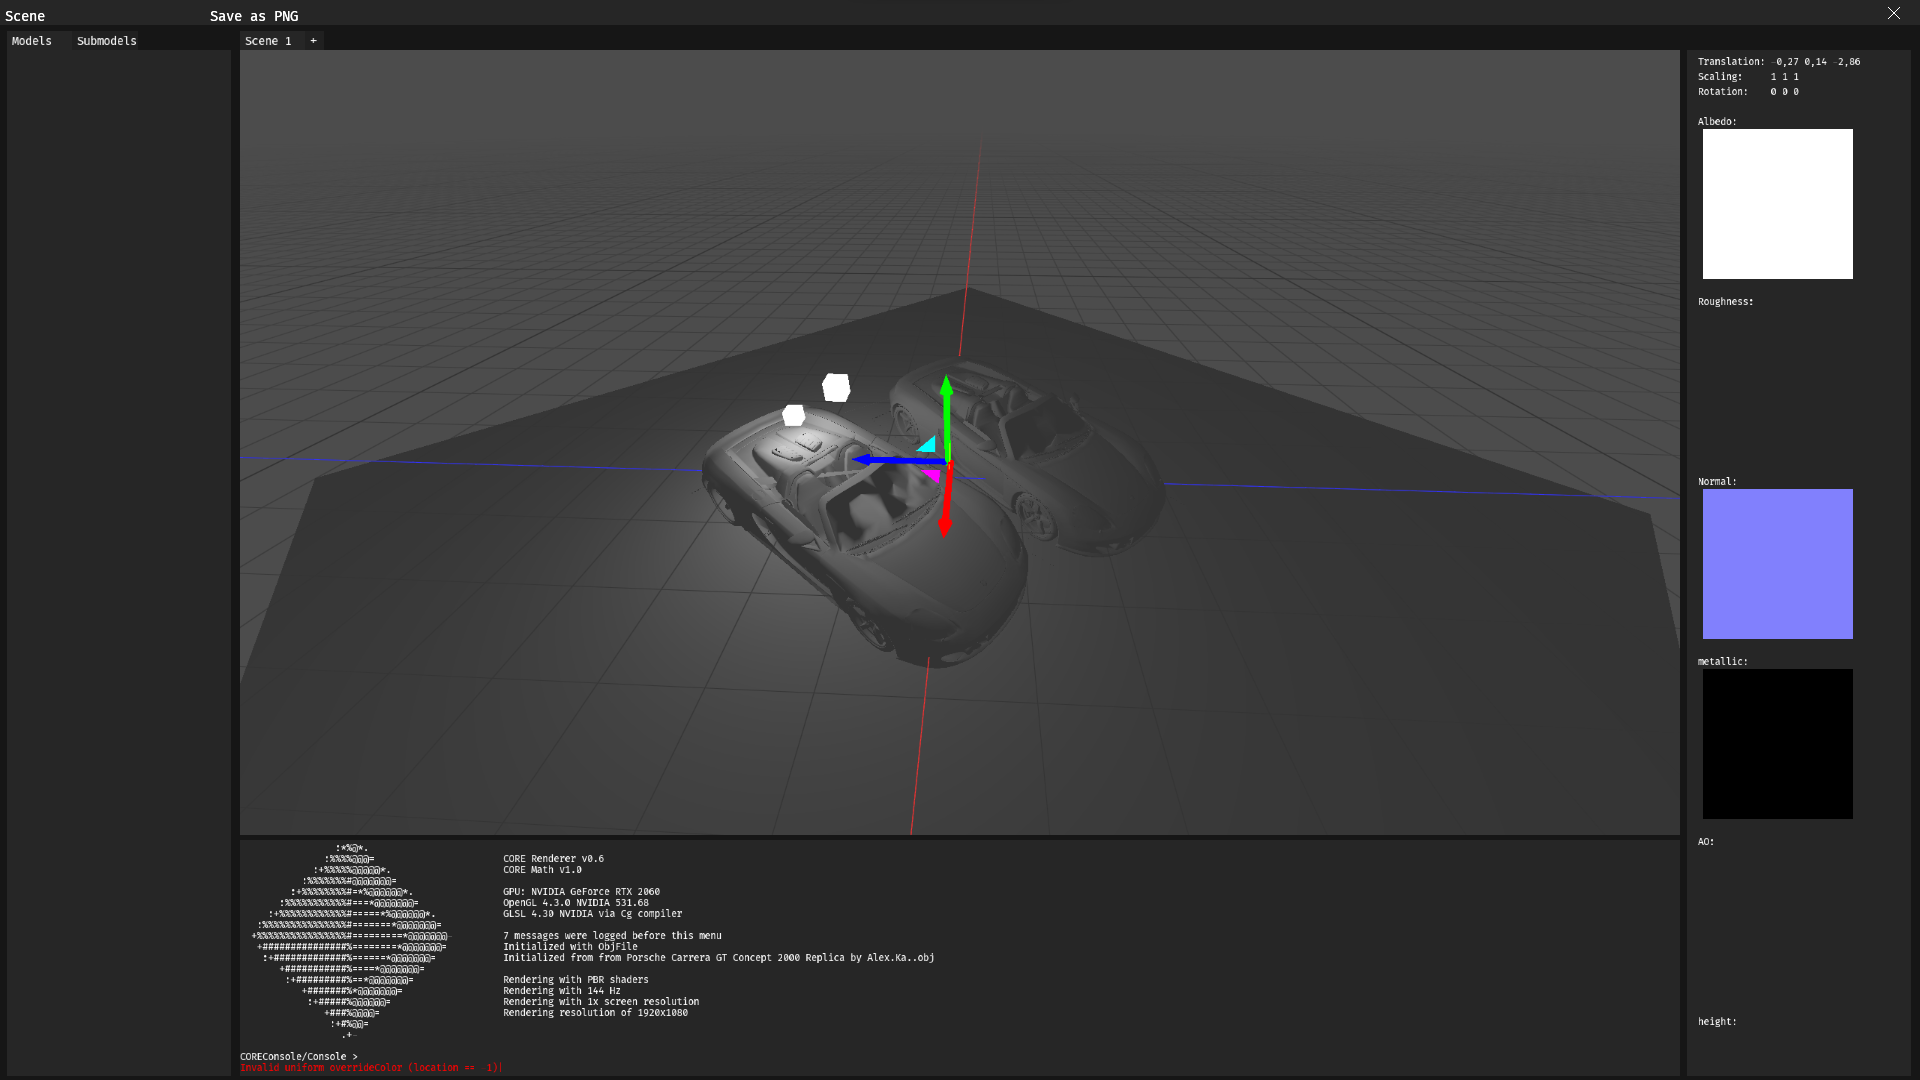 Scene
Save as PNG
Models
Submodels
Scene 1
+
Translation: -0,27 0,14 -2,86
Scaling: 1 1 1
Rotation: 0 0 0
Albedo:
Roughness:
Normal:
metallic:
AO:
height:
CORE Renderer v0.6
CORE Math v1.0
GPU: NVIDIA GeForce RTX 2060
OpenGL 4.3.0 NVIDIA 531.68
GLSL 4.30 NVIDIA via Cg compiler
7 messages were logged before this menu
Initialized with ObjFile
Initialized from from Porsche Carrera GT Concept 2000 Replica by Alex.Ka..obj
Rendering with PBR shaders
Rendering with 144 Hz
Rendering with 1x screen resolution
Rendering resolution of 1920x1080
COREConsole/Console >
Invalid uniform overrideColor (location == -1)|